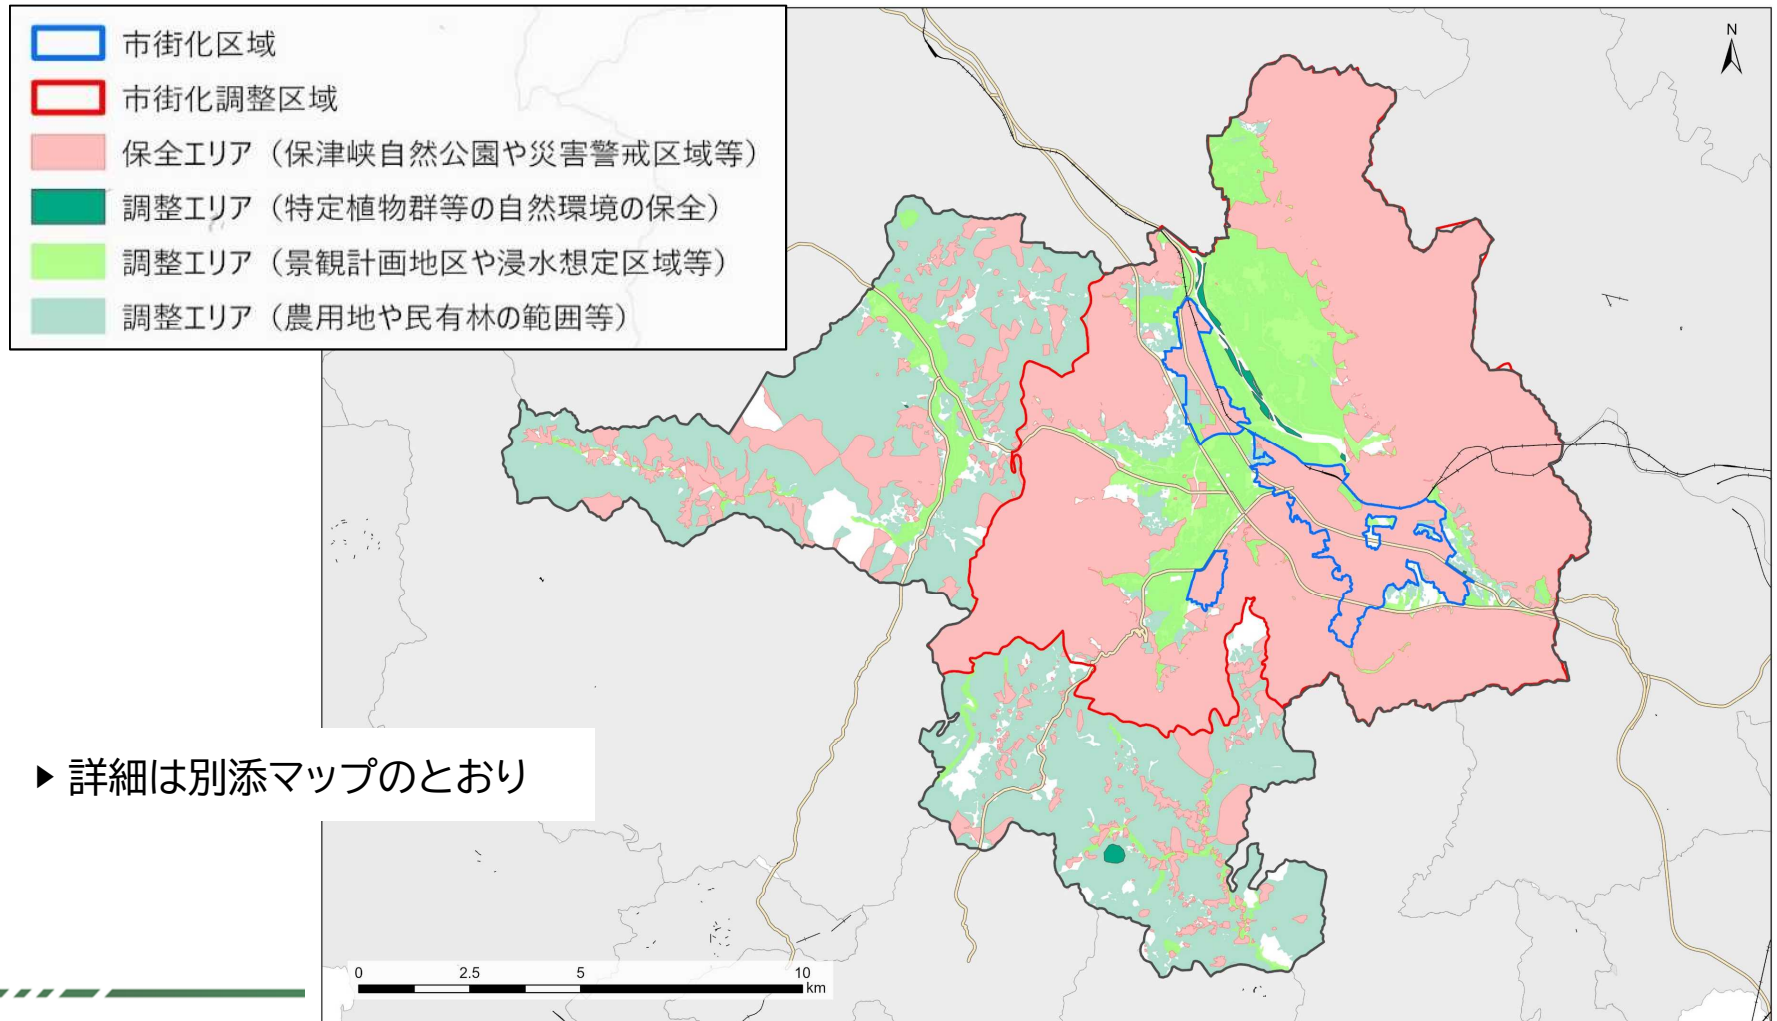 市街化区域
市街化調整区域
保全エリア（保津峡自然公園や災害警戒区域等）
調整エリア（特定植物群等の自然環境の保全）
調整エリア（景観計画地区や浸水想定区域等）
調整エリア（農用地や民有林の範囲等）
N
▶ 詳細は別添マップのとおり
0 2.5 5 10
km